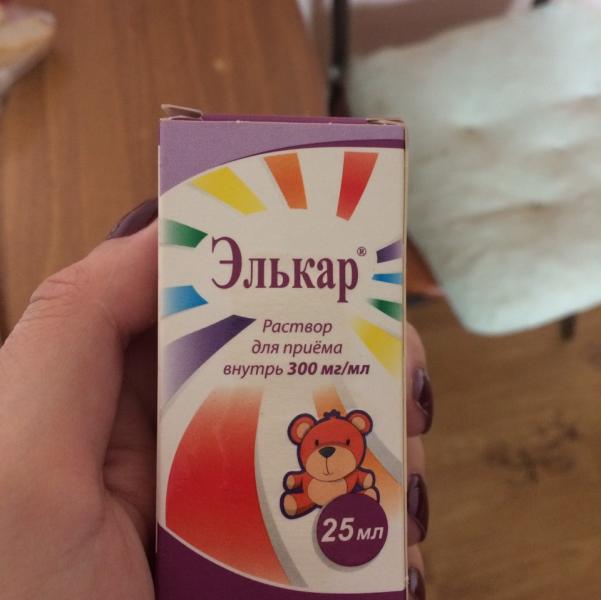 Элькар®
Раствор
для приёма
внутрь 300 мг/мл
25 мл